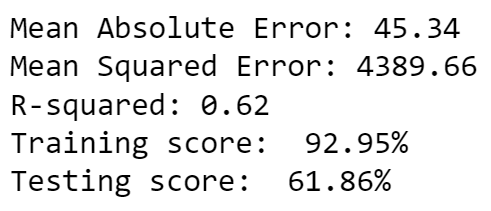 Mean Absolute Error: 45.34
Mean Squared Error: 4389.66
R-squared: 0.62
Training score:  92.95%
Testing score:  61.86%